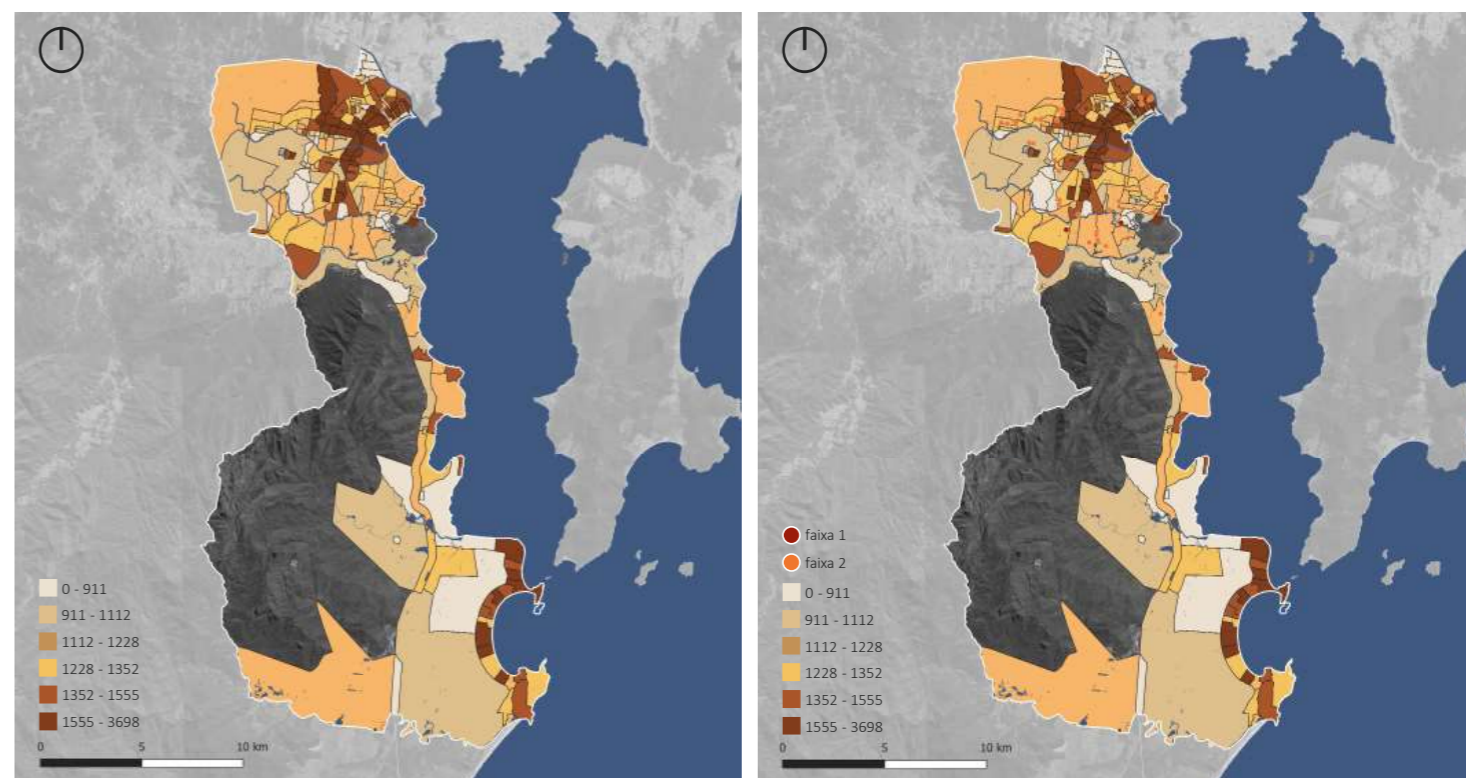 0 - 911
911 - 1112
1112 - 1228
1228 - 1352
1352 - 1555
1555 - 3698
0 5 10 km
faixa 1
faixa 2
0 - 911
911 - 1112
1112 - 1228
1228 - 1352
1352 - 1555
1555 - 3698
0 5 10 km